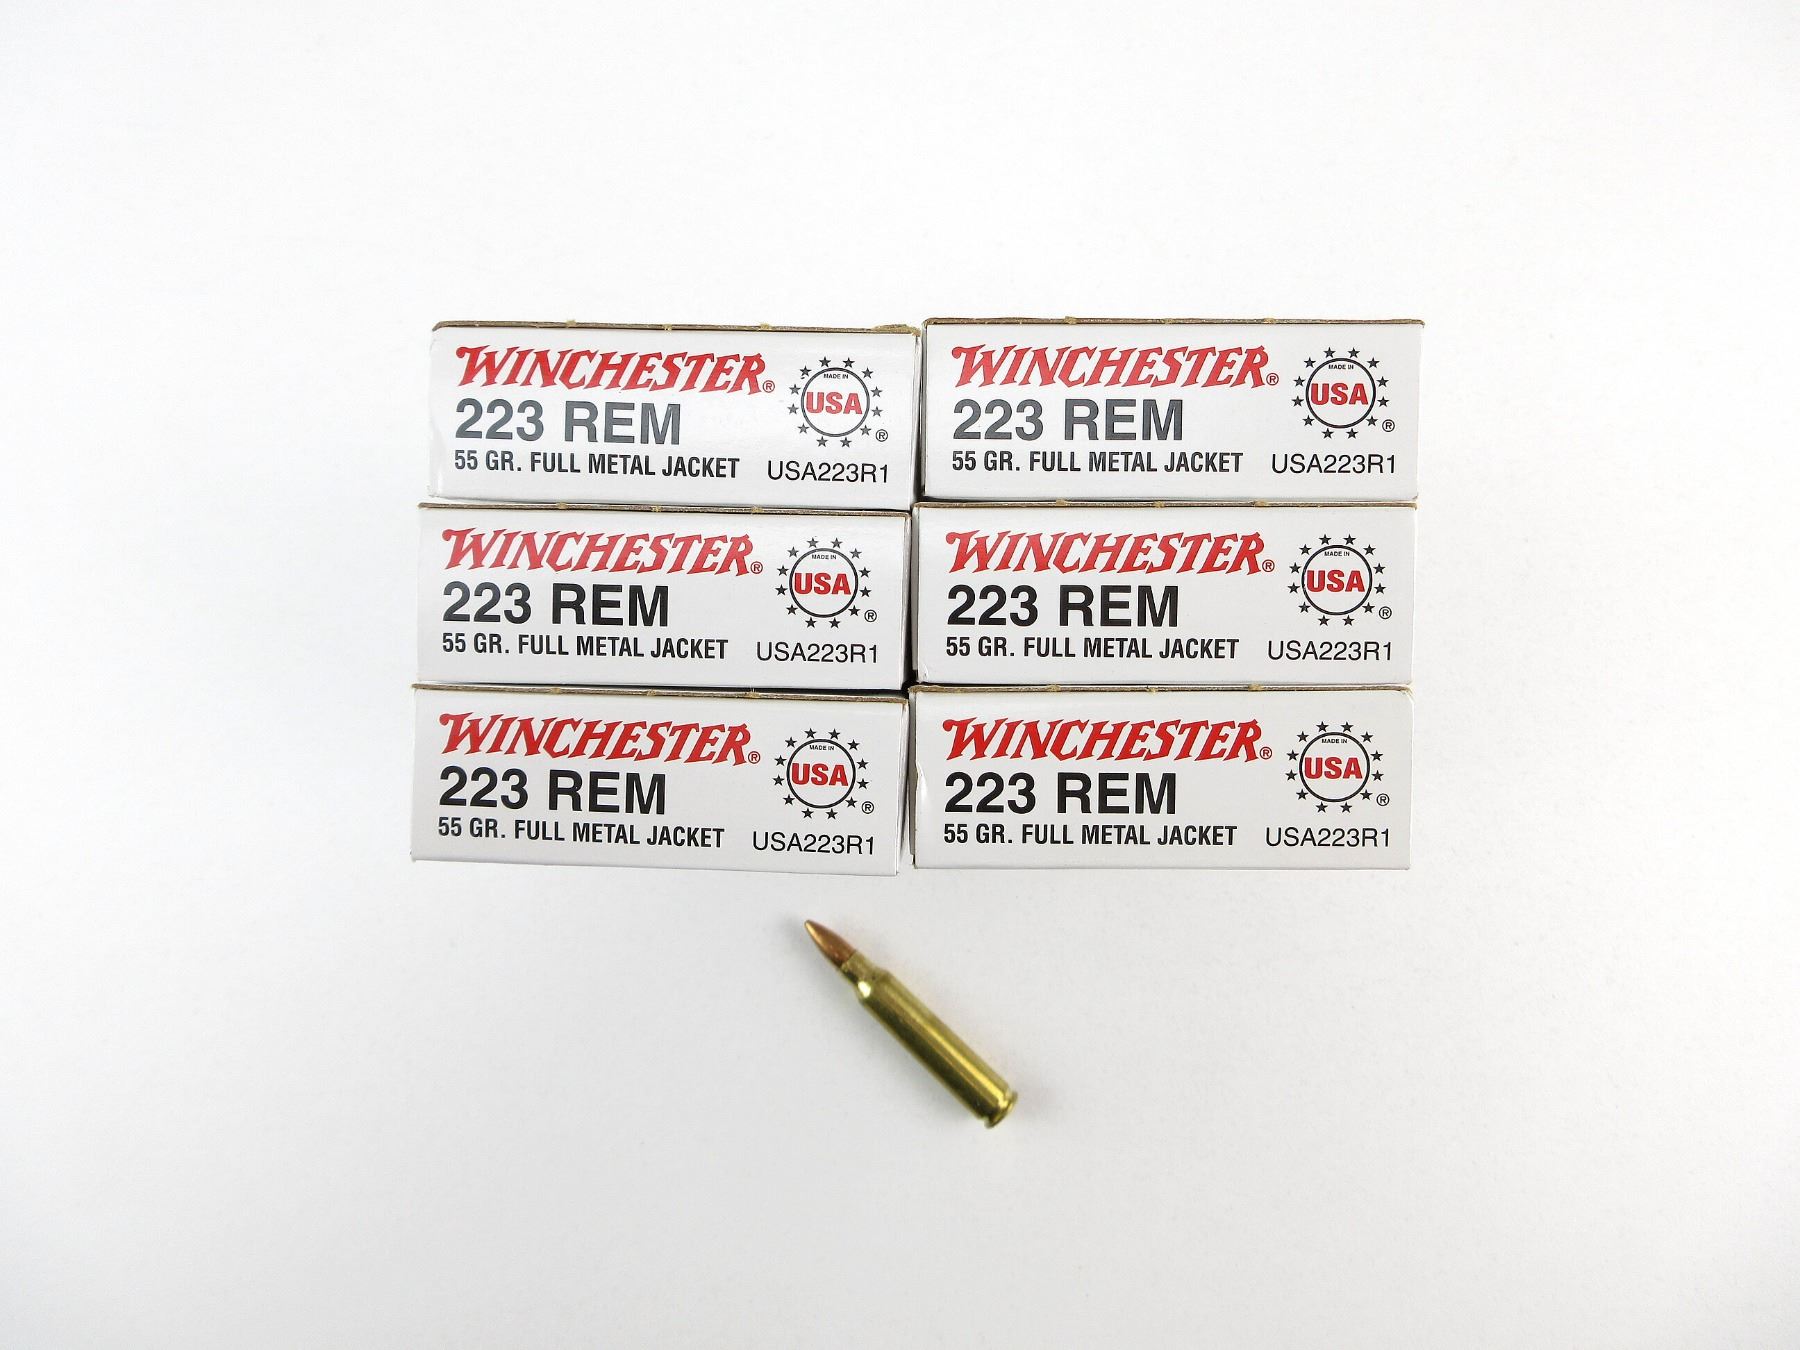 WINCHESTER®
223 REM
55 GR. FULL METAL JACKET
MADE IN
USA
®
USA223R1
WINCHESTER®
223 REM
55 GR. FULL METAL JACKET
MADE IN
USA
®
USA223R1
WINCHESTER®
223 REM
55 GR. FULL METAL JACKET
MADE IN
USA
®
USA223R1
WINCHESTER®
223 REM
55 GR. FULL METAL JACKET
MADE IN
USA
®
USA223R1
WINCHESTER®
223 REM
55 GR. FULL METAL JACKET
MADE IN
USA
®
USA223R1
WINCHESTER®
223 REM
55 GR. FULL METAL JACKET
MADE IN
USA
®
USA223R1